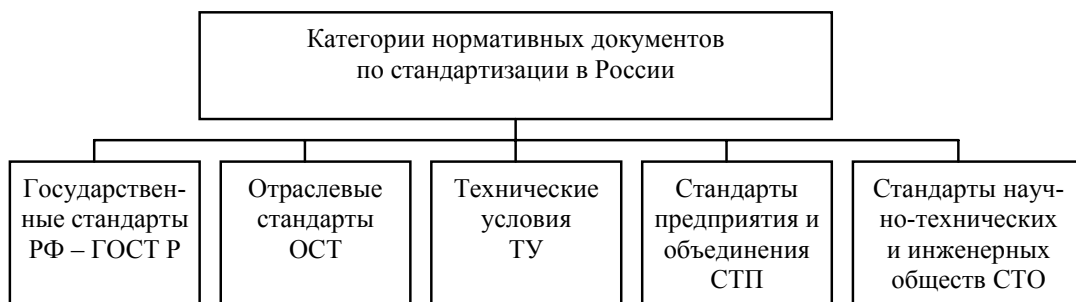 Категории нормативных документов
по стандартизации в России
Государствен-
ные стандарты
РФ – ГОСТ Р
Отраслевые
стандарты
ОСТ
Технические
условия
ТУ
Стандарты
предприятия и
объединения
СТП
Стандарты науч-
но-технических
и инженерных
обществ СТО